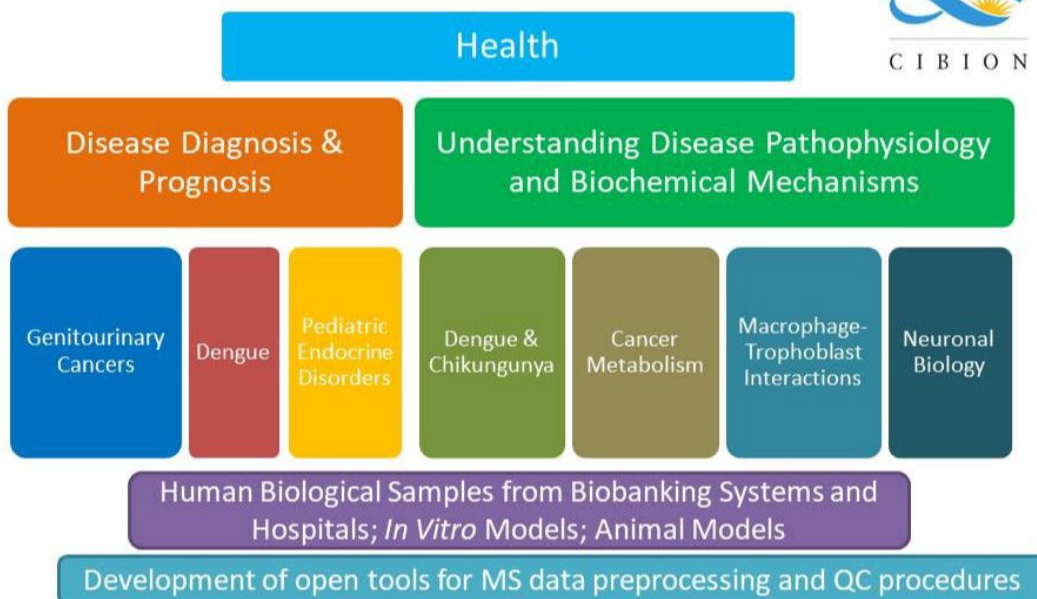 Health
CIBION
Disease Diagnosis &
Prognosis
Understanding Disease Pathophysiology
and Biochemical Mechanisms
Genitourinary
Cancers
Dengue
Pediatric
Endocrine
Disorders
Dengue &
Chikungunya
Cancer
Metabolism
Macrophage-
Trophoblast
Interactions
Neuronal
Biology
Human Biological Samples from Biobanking Systems and
Hospitals; In Vitro Models; Animal Models
Development of open tools for MS data preprocessing and QC procedures